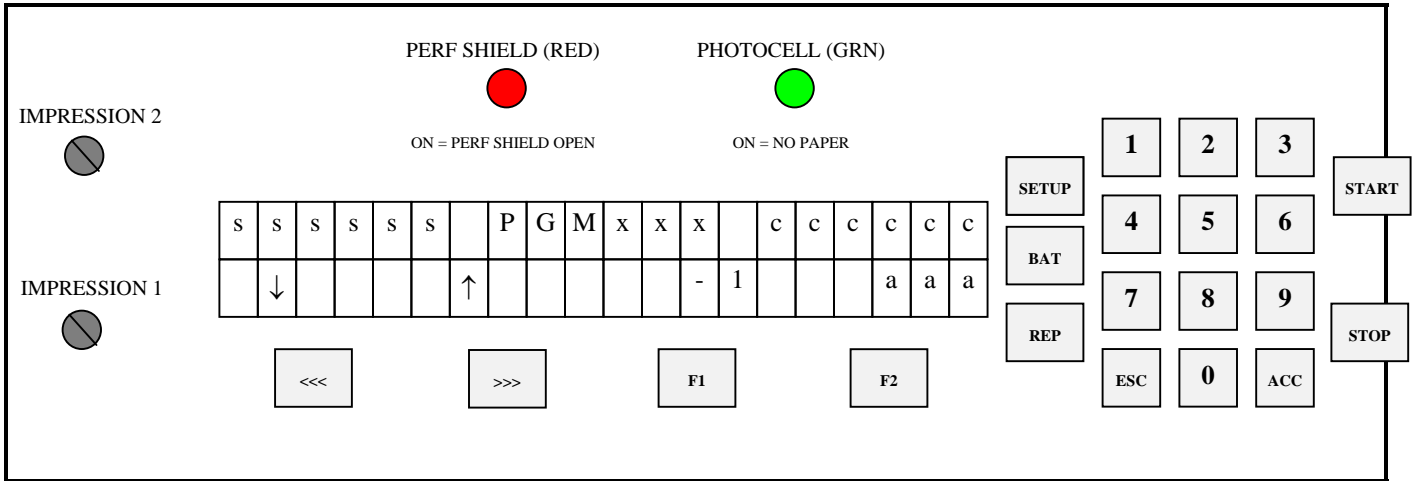 PERF SHIELD (RED) PHOTOCELL (GRN)
IMPRESSION 2
ON = PERF SHIELD OPEN ON = NO PAPER
1 2 3
SETUP START
s s s s s s P G M x x x c c c c c c
4 5 6
BAT
↓ ↑ - 1 a a a
IMPRESSION 1
7 8 9
REP STOP
<<< >>> F1 F2 ESC 0 ACC